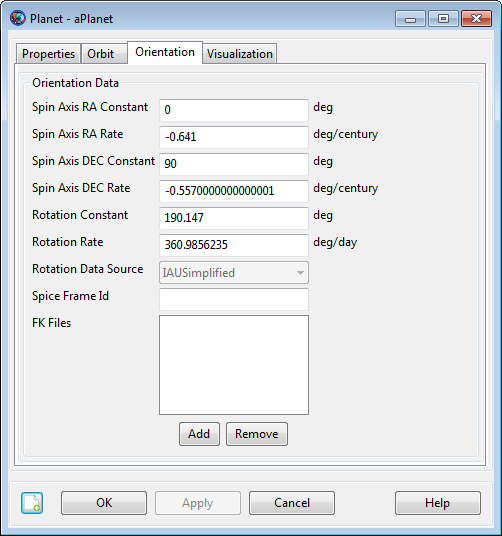 Planet - aPlanet
Properties Orbit Orientation Visualization
Orientation Data
Spin Axis RA Constant 0 deg
Spin Axis RA Rate -0.641 deg/century
Spin Axis DEC Constant 90 deg
Spin Axis DEC Rate -0.5570000000000001 deg/century
Rotation Constant 190.147 deg
Rotation Rate 360.9856235 deg/day
Rotation Data Source IAUSimplified
Spice Frame Id
FK Files
Add Remove
OK Apply Cancel Help